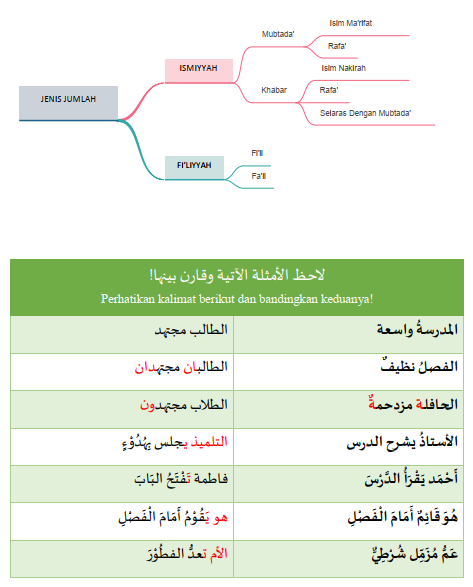 JENIS JUMLAH
ISMIYYAH
Mubtada'
Isim Ma'rifat
Rafa'
Khabar
Isim Nakirah
Rafa'
Selaras Dengan Mubtada'
FI'LIYYAH
Fi'il
Fa'il
لاحظ الأمثلة الآتية وقارن بينها!
Perhatikan kalimat berikut dan bandingkan keduanya!
المدرسةُ واسعة
الطالب مجتهد
الفصلُ نظيفٌ
الطالبان مجتهدان
الحافلة مزدحمةٌ
الطلاب مجتهدون
الأستاذُ يشرح الدرس
التلميذ يجلس بِهُدُوْءٍ
أَحْمَد يَقْرَأُ الدَّرْسَ
فاطمة تَفْتَحُ البَابَ
هُوَ قَائِمٌ أَمَامَ الْفَصْلِ
هو يَقُوْمُ أَمَامَ الْفَصْلِ
عَمُّ مُزَمِّل شُرْطِيٌّ
الأم تعدُّ الفطُوْرَ